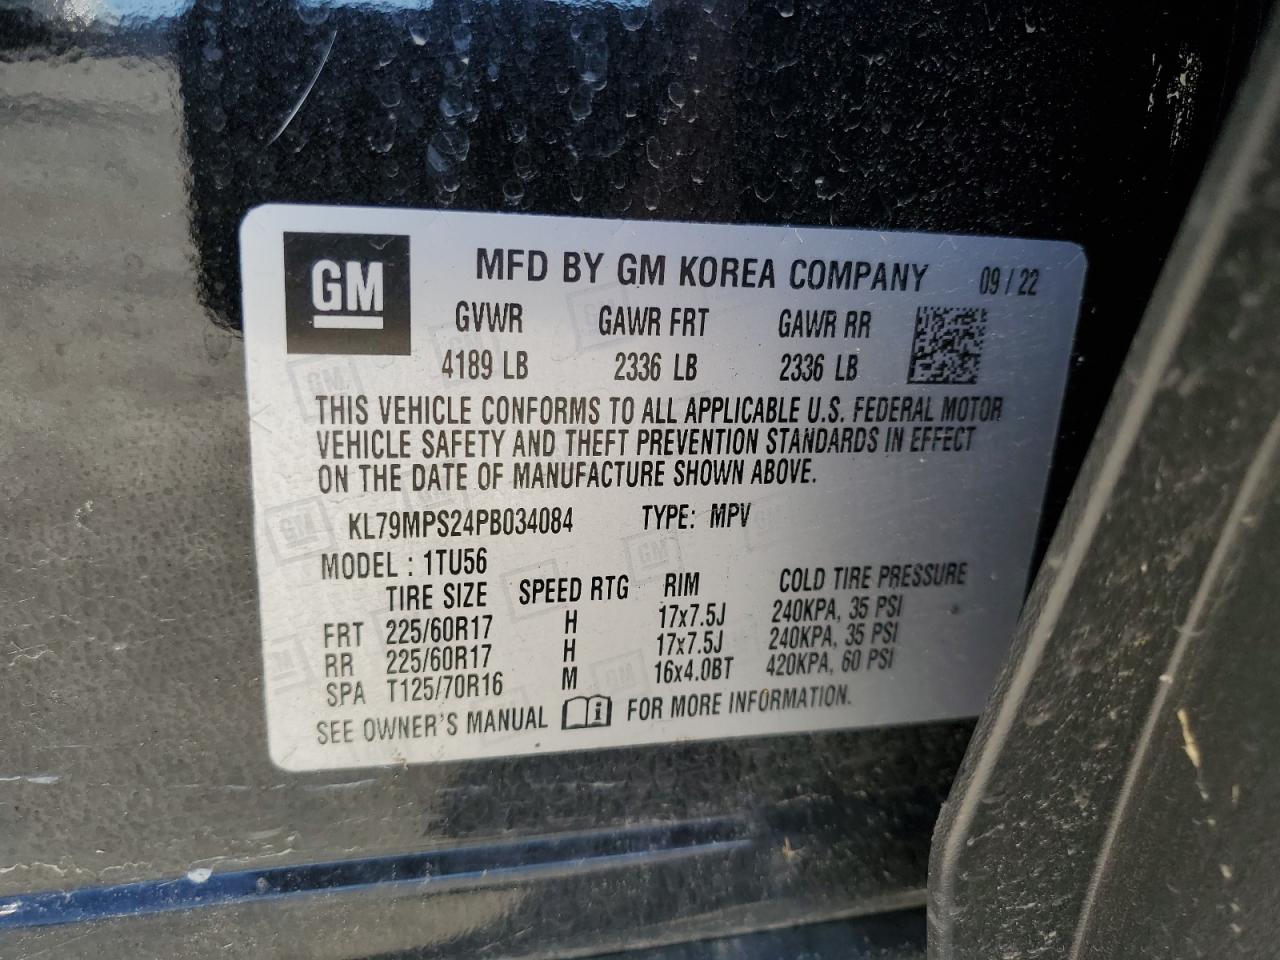 GM
MFD BY GM KOREA COMPANY 09/22
GVWR GAWR FRT GAWR RR
4189 LB 2336 LB 2336 LB
THIS VEHICLE CONFORMS TO ALL APPLICABLE U.S. FEDERAL MOTOR
VEHICLE SAFETY AND THEFT PREVENTION STANDARDS IN EFFECT
ON THE DATE OF MANUFACTURE SHOWN ABOVE.
KL79MPS24PB034084 TYPE: MPV
MODEL : 1TU56
TIRE SIZE SPEED RTG RIM COLD TIRE PRESSURE
FRT 225/60R17 H 17x7.5J 240KPA, 35 PSI
RR 225/60R17 H 17x7.5J 240KPA, 35 PSI
SPA T125/70R16 M 16x4.0BT 420KPA, 60 PSI
SEE OWNER'S MANUAL i FOR MORE INFORMATION.